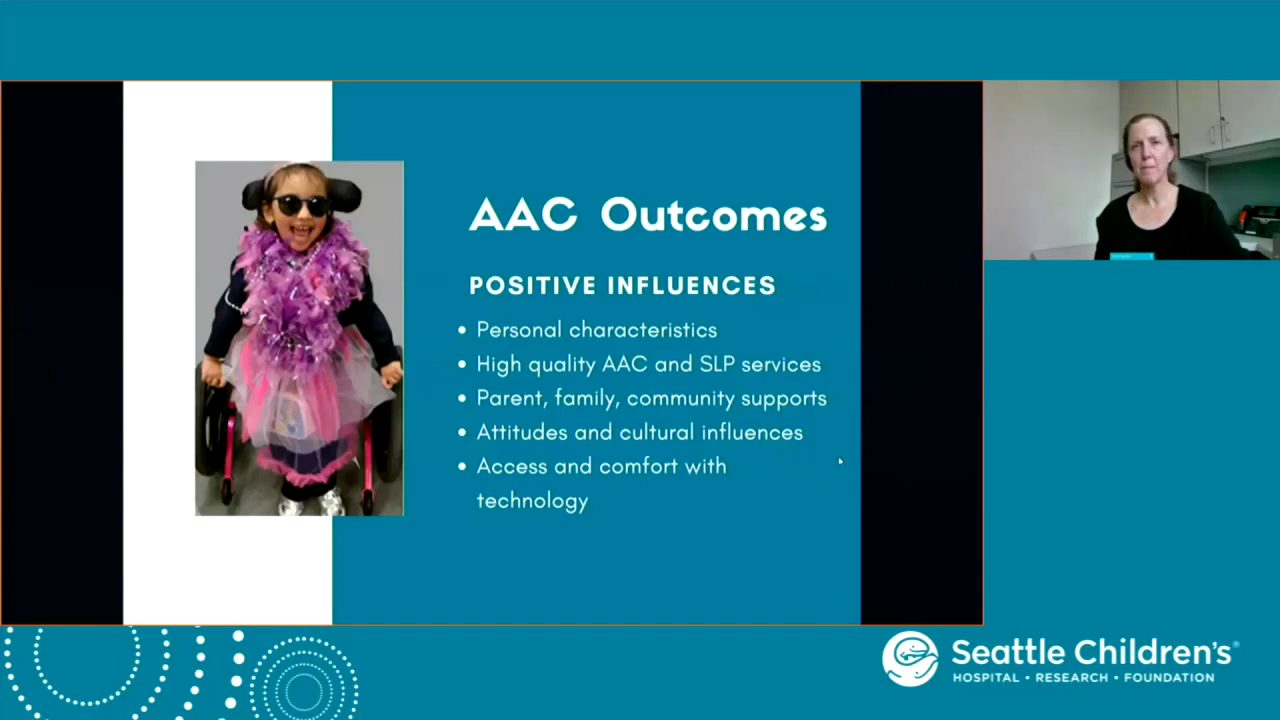 AAC Outcomes
POSITIVE INFLUENCES
• Personal characteristics
• High quality AAC and SLP services
• Parent, family, community supports
• Attitudes and cultural influences
• Access and comfort with
technology
Seattle Children's®
HOSPITAL • RESEARCH • FOUNDATION